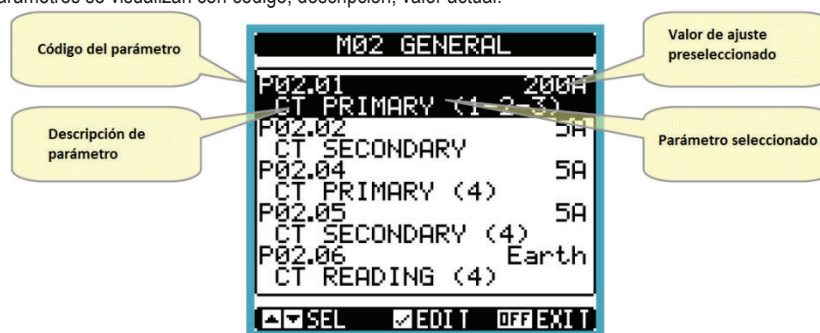 parámetros se visualizan con código, descripción, valor actual.
Código del parámetro
Valor de ajuste
preseleccionado
Descripción de
parámetro
Parámetro seleccionado
M02 GENERAL
P02.01 200A
CT PRIMARY (1-2-3)
P02.02 5A
CT SECONDARY
P02.04 5A
CT PRIMARY (4)
P02.05 5A
CT SECONDARY (4)
P02.06 Earth
CT READING (4)
SEL EDIT OFF EXIT